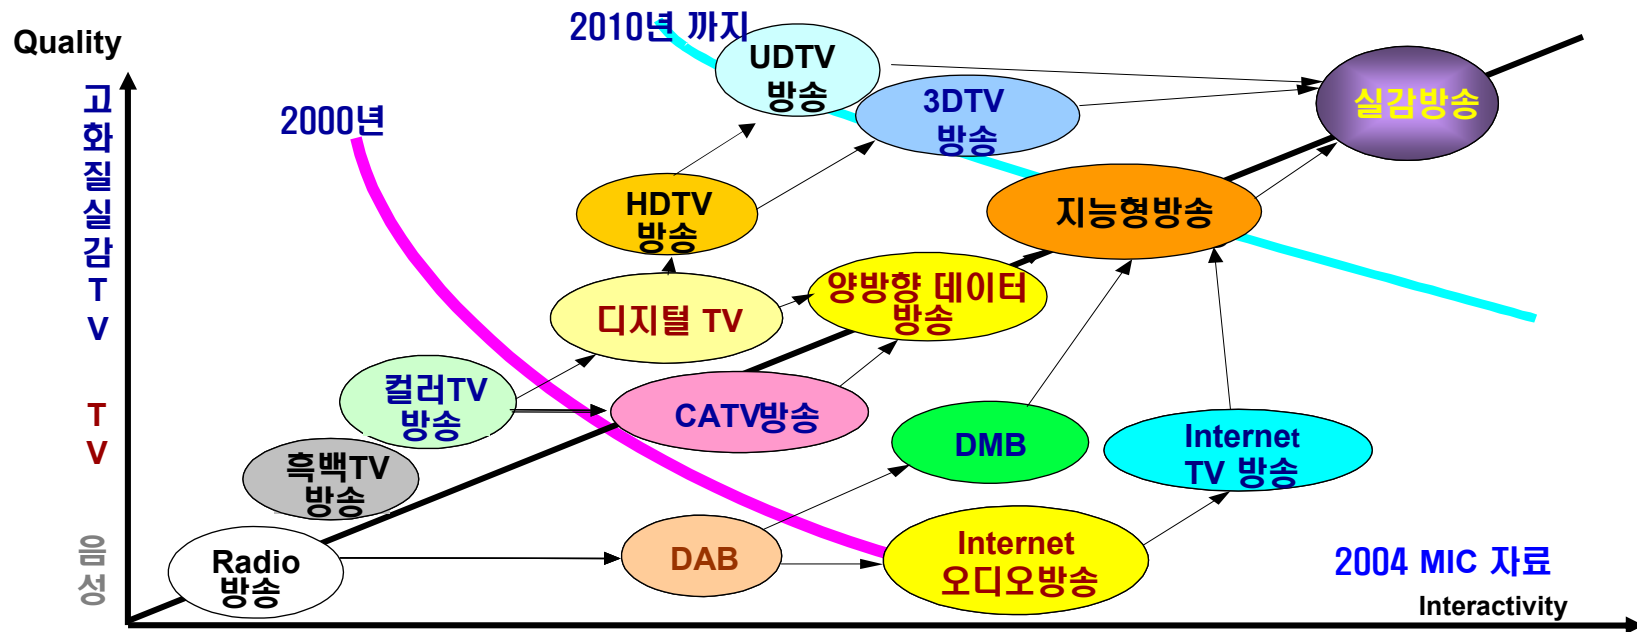 2010년 까지
Quality
UDTV
방송
3DTV
방송
실감방송
고
화
질
실
감
T
V
2000년
HDTV
방송
지능형방송
양방향 데이터
방송
디지털 TV
T
V
컬러TV
방송
CATV방송
DMB
Internet
TV 방송
흑백TV
방송
음
성
Radio
방송
DAB
Internet
오디오방송
2004 MIC 자료
Interactivity